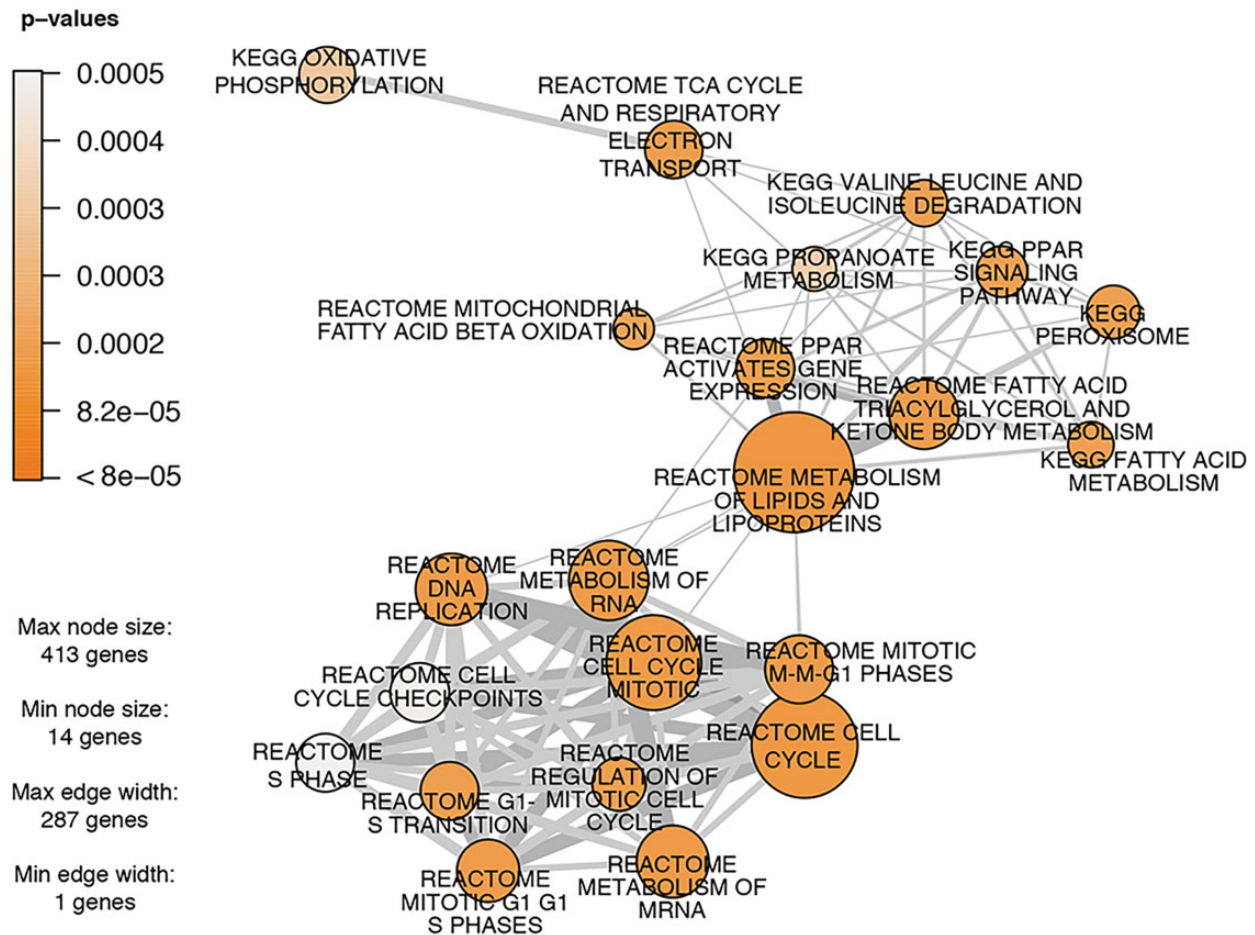 p-values
0.0005
0.0004
0.0003
0.0003
0.0002
8.2e-05
< 8e-05
KEGG OXIDATIVE
PHOSPHORYLATION
REACTOME TCA CYCLE
AND RESPIRATORY
ELECTRON
TRANSPORT
KEGG VALINE LEUCINE AND
ISOLEUCINE DEGRADATION
KEGG PROPANOATE
METABOLISM
KEGG PPAR
SIGNALING
PATHWAY
KEGG
PEROXISOME
REACTOME MITOCHONDRIAL
FATTY ACID BETA OXIDATION
REACTOME PPAR
ACTIVATES GENE
EXPRESSION
REACTOME FATTY ACID
TRIACYLGLYCEROL AND
KETONE BODY METABOLISM
KEGG FATTY ACID
METABOLISM
REACTOME METABOLISM
OF LIPIDS AND
LIPOPROTEINS
REACTOME
DNA
REPLICATION
REACTOME
METABOLISM OF
RNA
REACTOME
CELL CYCLE
MITOTIC
REACTOME MITOTIC
M-M-G1 PHASES
REACTOME CELL
CYCLE CHECKPOINTS
REACTOME CELL
CYCLE
REACTOME
S PHASE
REACTOME G1-
S TRANSITION
REACTOME
REGULATION OF
MITOTIC CELL
CYCLE
REACTOME
MITOTIC G1 G1
S PHASES
REACTOME
METABOLISM OF
MRNA
Max node size:
413 genes
Min node size:
14 genes
Max edge width:
287 genes
Min edge width:
1 genes